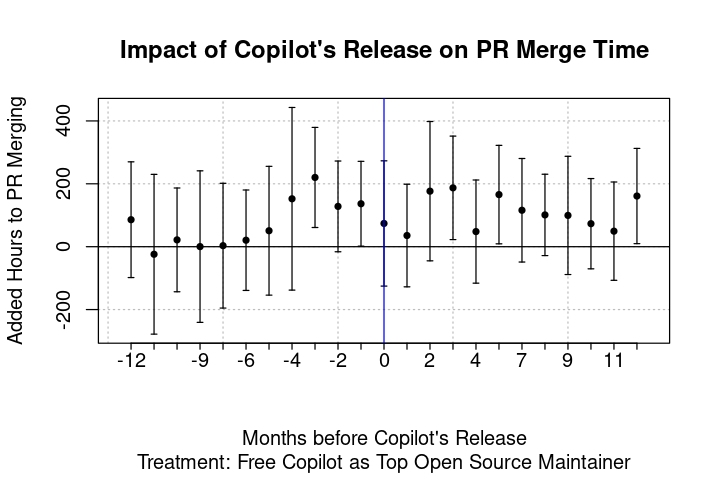 Impact of Copilot's Release on PR Merge Time
Added Hours to PR Merging
400
200
0
-200
-12 -9 -6 -4 -2 0 2 4 7 9 11
Months before Copilot's Release
Treatment: Free Copilot as Top Open Source Maintainer